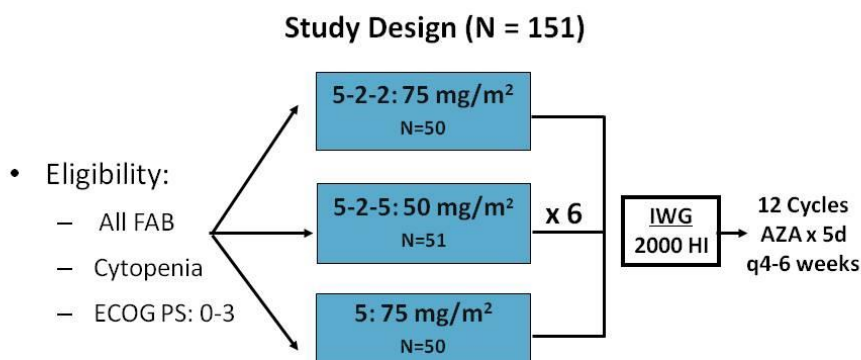 Study Design (N = 151)
• Eligibility:
– All FAB
– Cytopenia
– ECOG PS: 0-3
5-2-2: 75 mg/m²
N=50
5-2-5: 50 mg/m²
N=51
5: 75 mg/m²
N=50
x 6
IWG
2000 HI
12 Cycles
AZA x 5d
q4-6 weeks